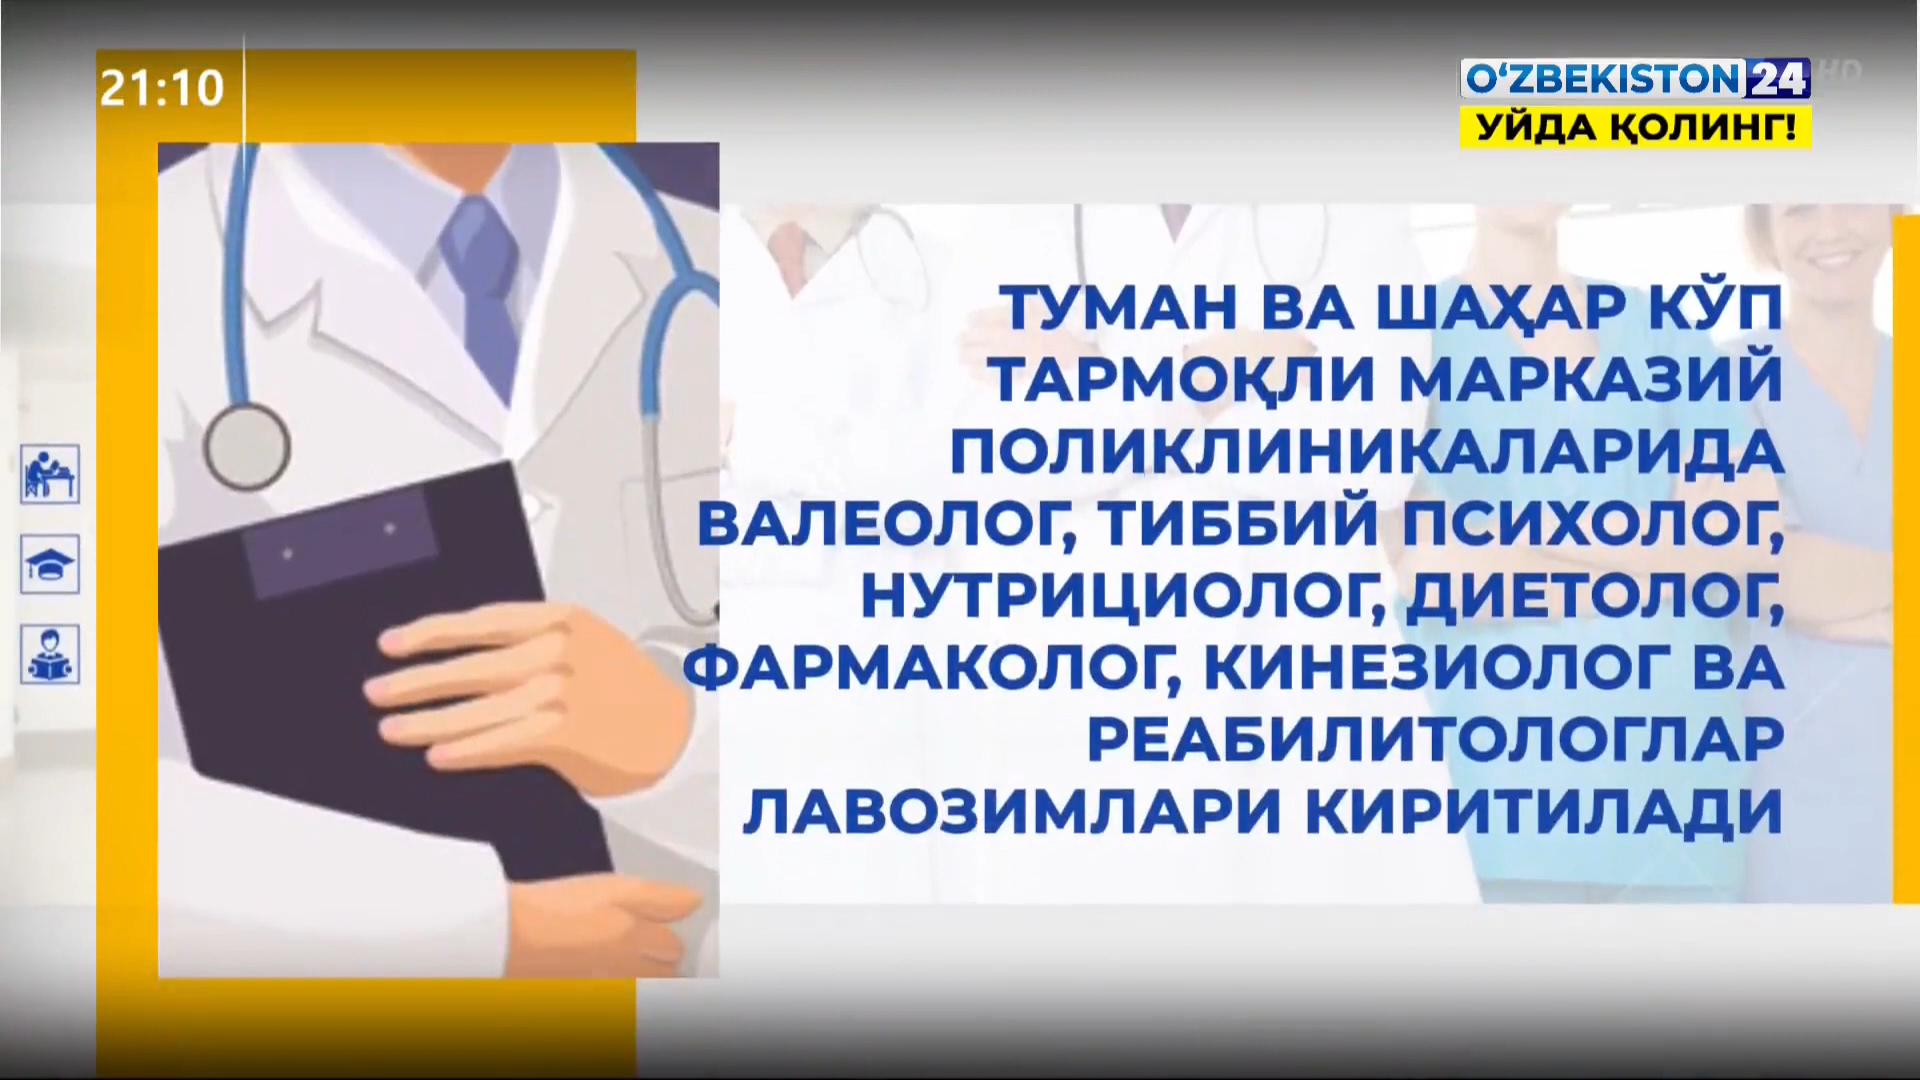 21:10
O‘ZBEKISTON 24 HD
УЙДА ҚОЛИНГ!
ТУМАН ВА ШАҲАР КЎП
ТАРМОҚЛИ МАРКАЗИЙ
ПОЛИКЛИНИКАЛАРИДА
ВАЛЕОЛОГ, ТИББИЙ ПСИХОЛОГ,
НУТРИЦИОЛОГ, ДИЕТОЛОГ,
ФАРМАКОЛОГ, КИНЕЗИОЛОГ ВА
РЕАБИЛИТОЛОГЛАР
ЛАВОЗИМЛАРИ КИРИТИЛАДИ